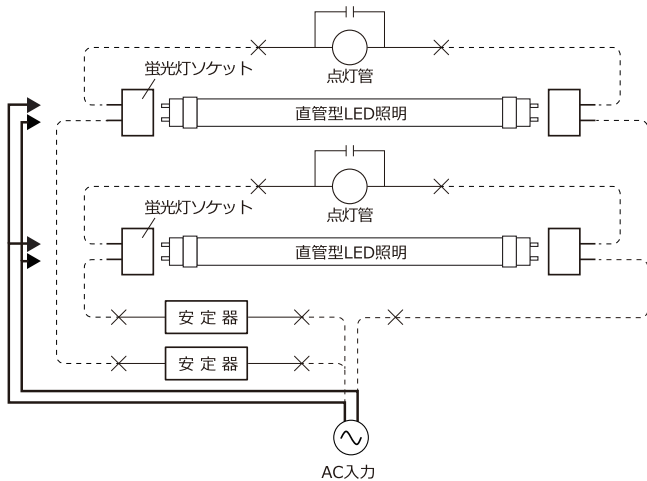 点灯管
蛍光灯ソケット
直管型LED照明
点灯管
蛍光灯ソケット
直管型LED照明
安定器
安定器
AC入力